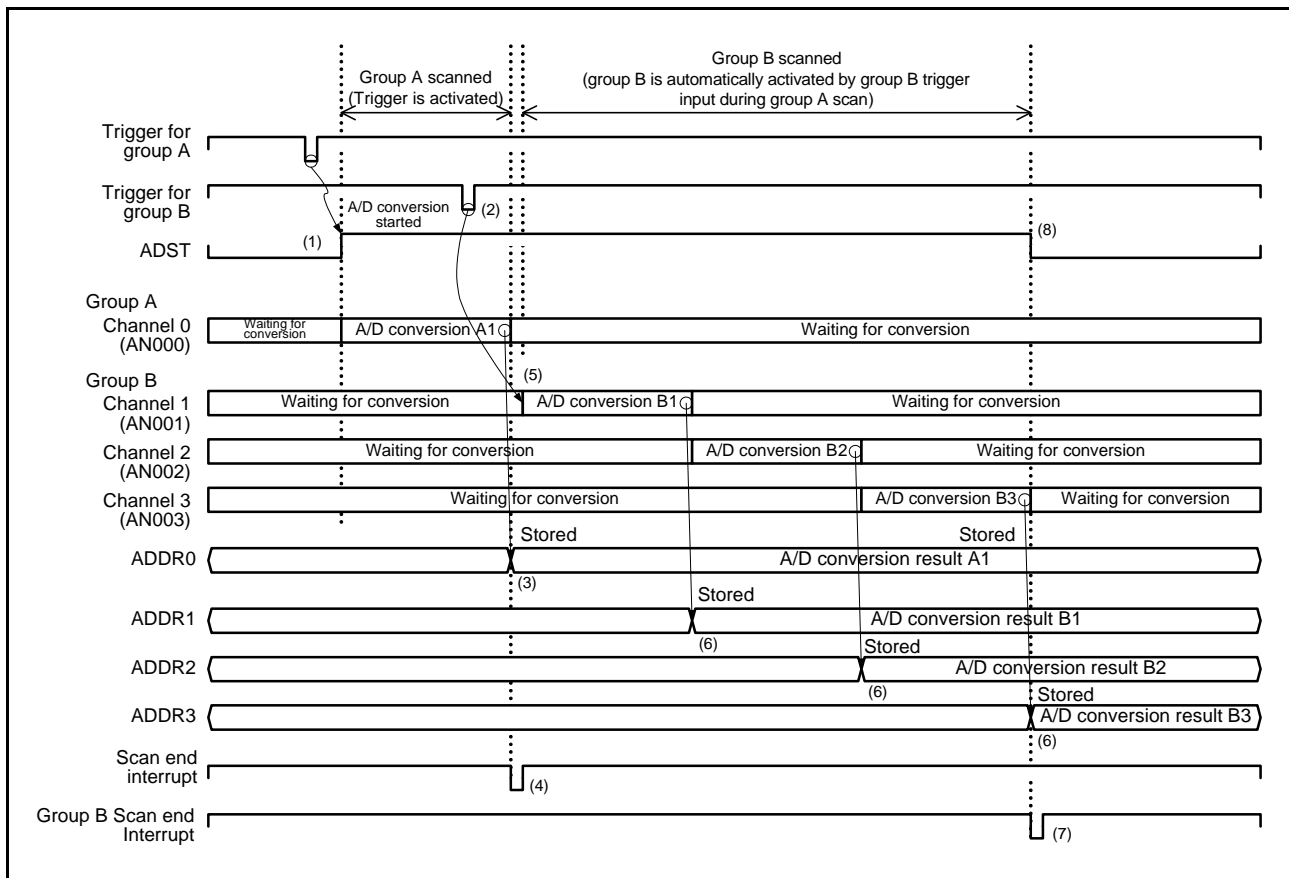 Group A scanned
(Trigger is activated)
Group B scanned
(group B is automatically activated by group B trigger
input during group A scan)
Trigger for
group A
Trigger for
group B
A/D conversion
started
(2)
ADST
(1)
(8)
Group A
Channel 0
(AN000)
Waiting for
conversion
A/D conversion A1
Waiting for conversion
Group B
(5)
Channel 1
(AN001)
Waiting for conversion
A/D conversion B1
Waiting for conversion
Channel 2
(AN002)
Waiting for conversion
A/D conversion B2
Waiting for conversion
Channel 3
(AN003)
Waiting for conversion
A/D conversion B3
Waiting for conversion
Stored
Stored
ADDR0
A/D conversion result A1
(3)
Stored
ADDR1
A/D conversion result B1
(6)
Stored
ADDR2
A/D conversion result B2
(6)
Stored
ADDR3
A/D conversion result B3
(6)
Scan end
interrupt
(4)
Group B Scan end
Interrupt
(7)